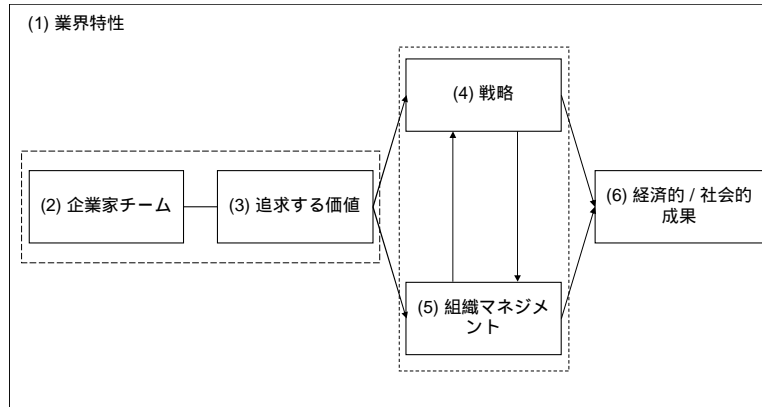 (1) 業界特性
(4) 戦略
(2) 企業家チーム
(3) 追求する価値
(6) 経済的 / 社会的
成果
(5) 組織マネジメ
ント